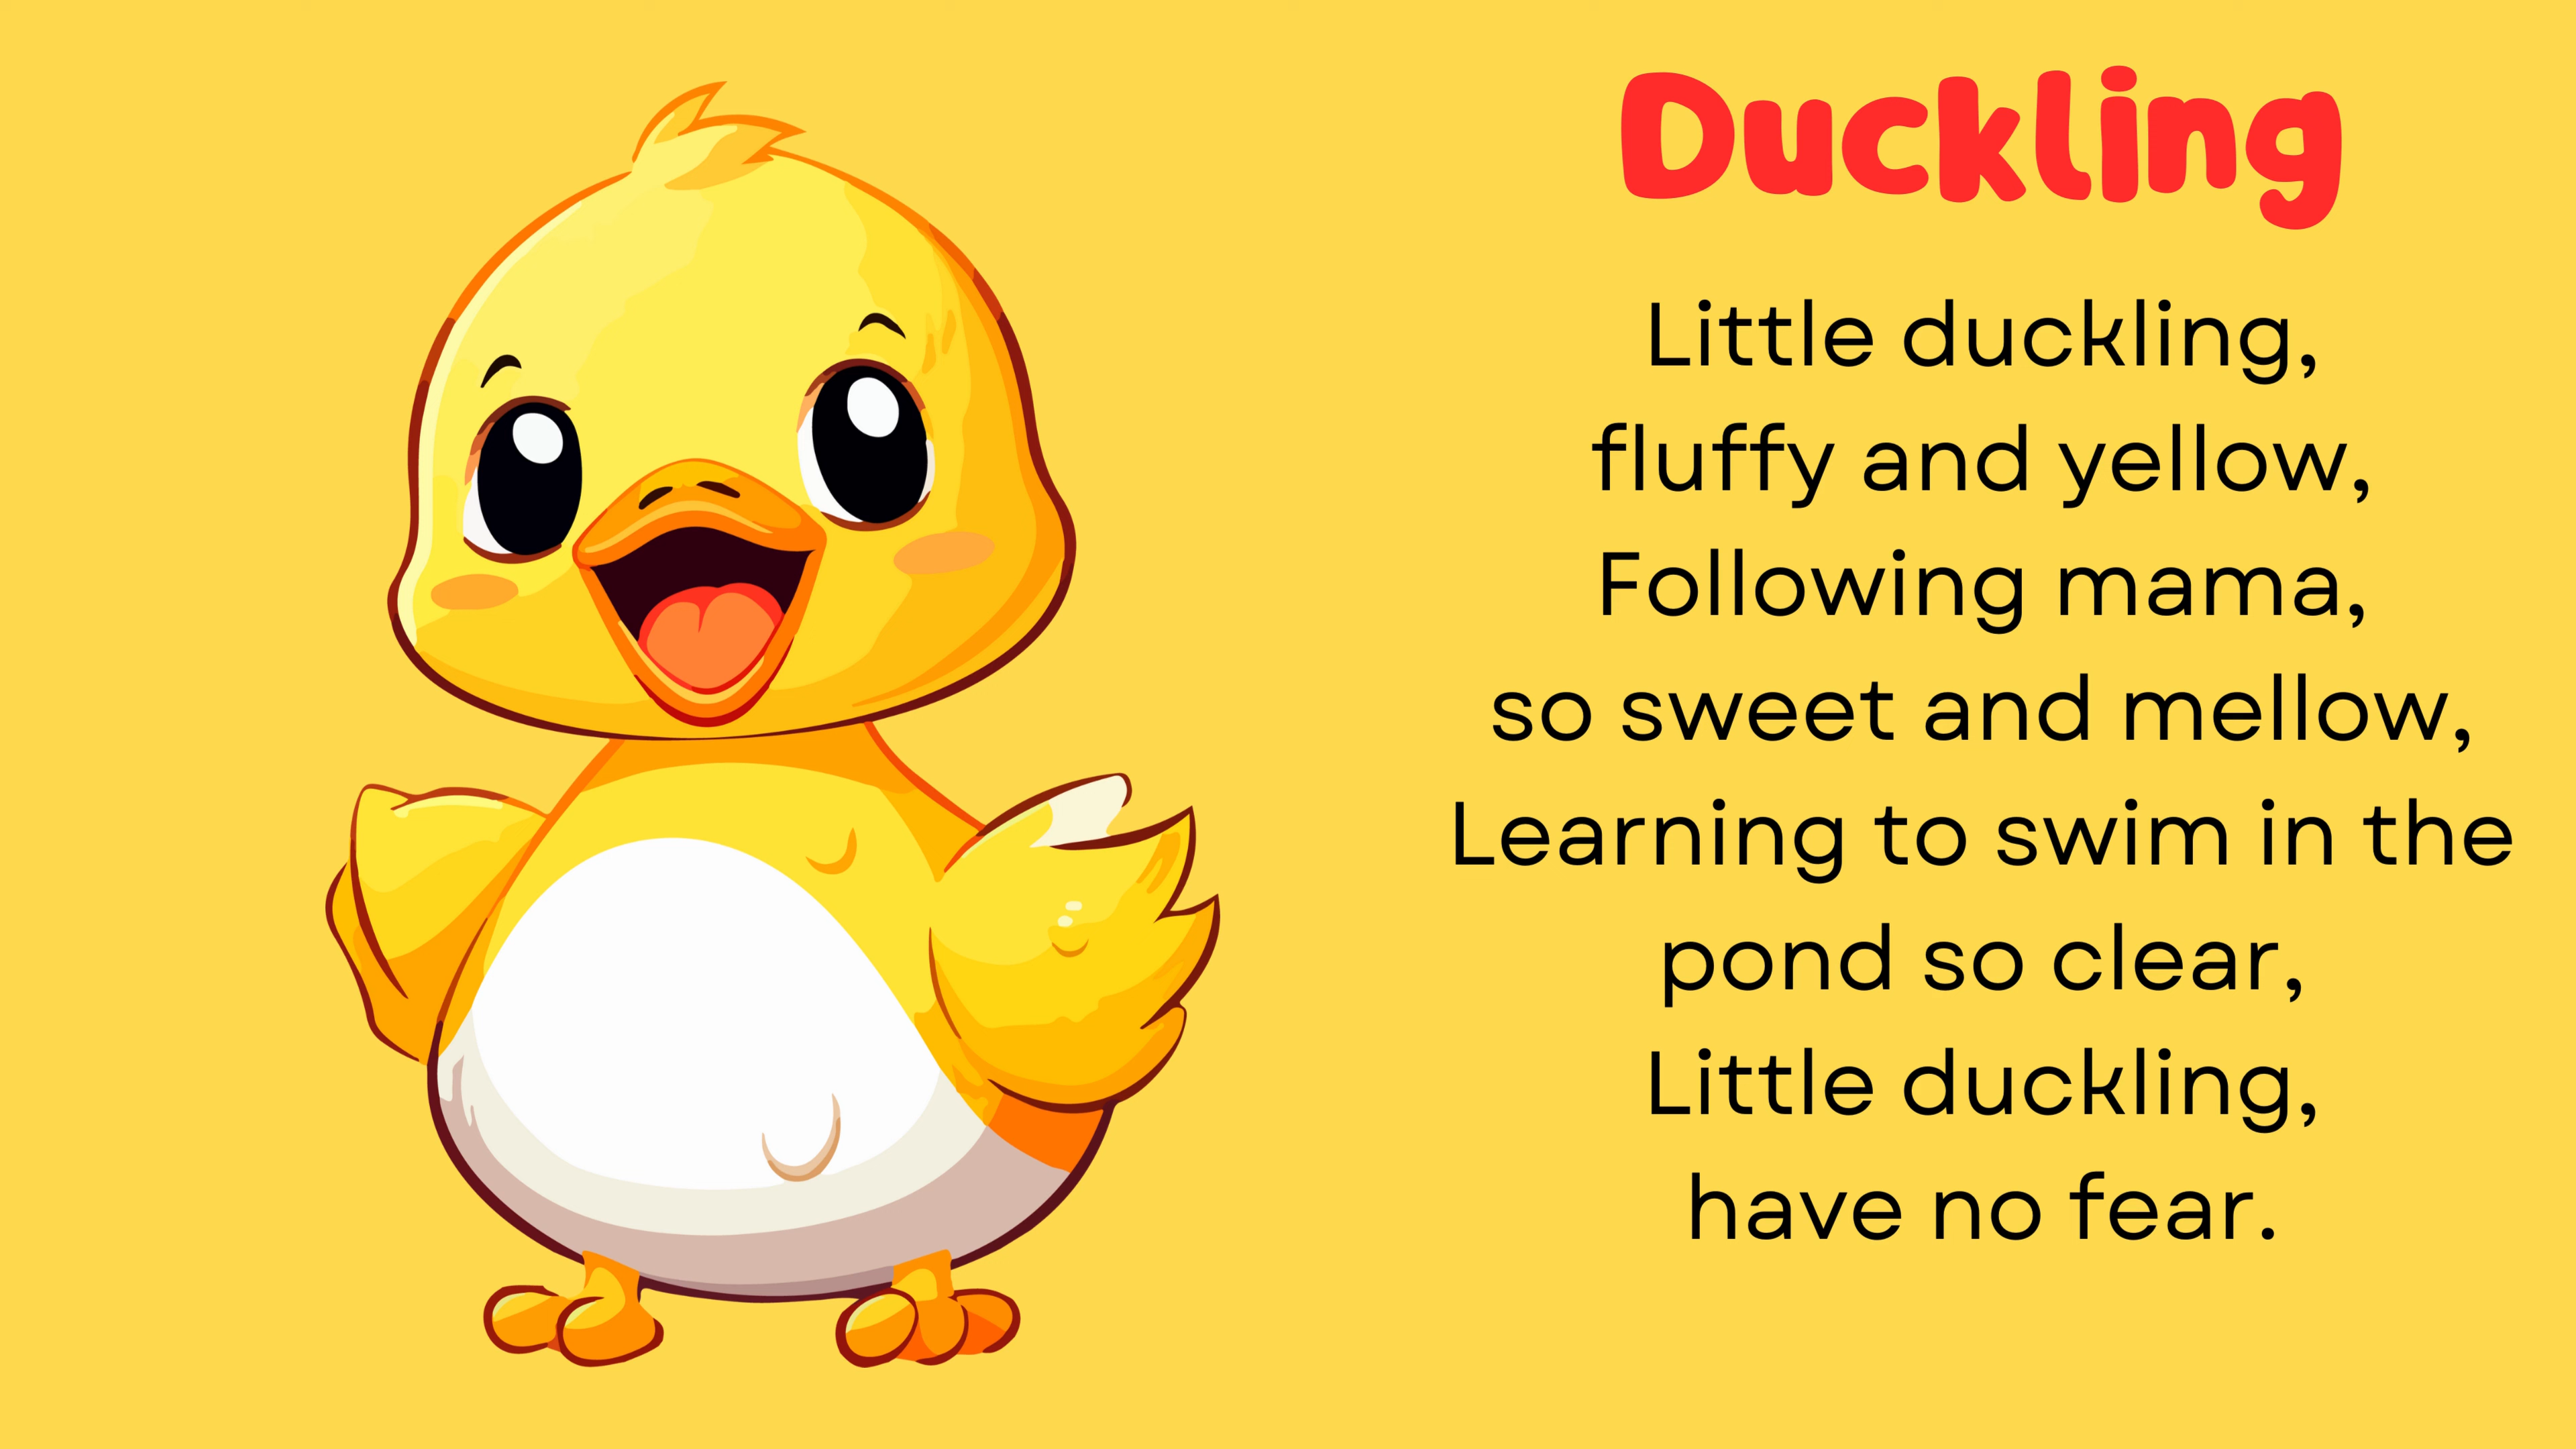 Duckling
Little duckling,
fluffy and yellow,
Following mama,
so sweet and mellow,
Learning to swim in the
pond so clear,
Little duckling,
have no fear.